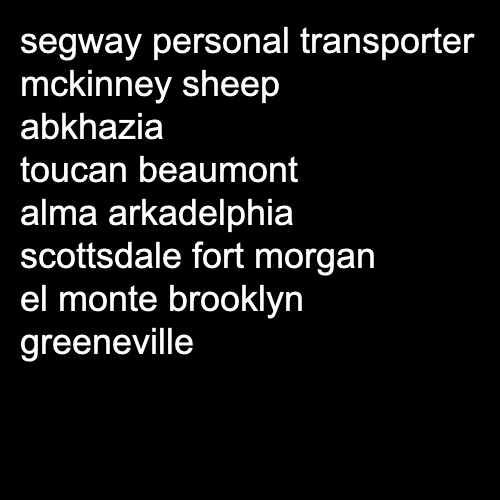 segway personal transporter
mckinney sheep
abkhazia
toucan beaumont
alma arkadelphia
scottsdale fort morgan
el monte brooklyn
greeneville